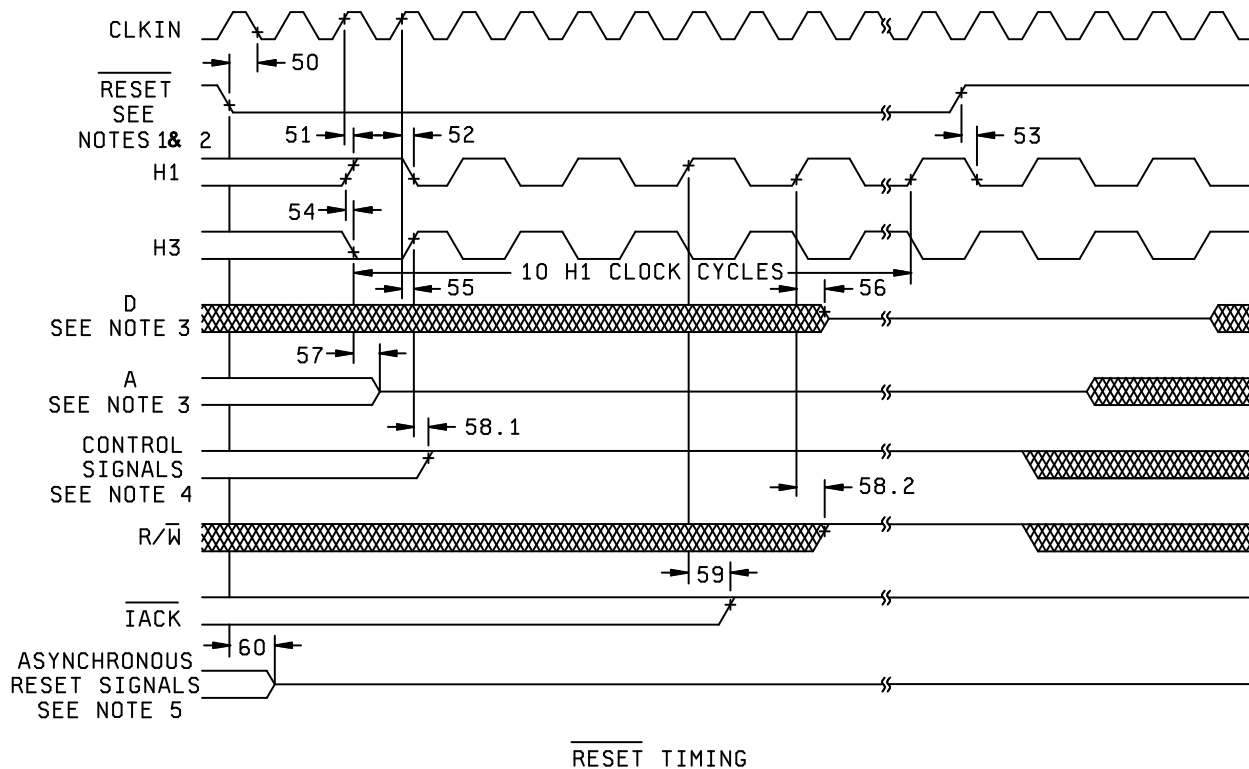 CLKIN
50
RESET
SEE
NOTES 1& 2
51
52
53
H1
54
H3
10 H1 CLOCK CYCLES
55
56
D
SEE NOTE 3
57
A
SEE NOTE 3
58.1
CONTROL
SIGNALS
SEE NOTE 4
58.2
R/W̅
59
IACK
60
ASYNCHRONOUS
RESET SIGNALS
SEE NOTE 5
RESET TIMING